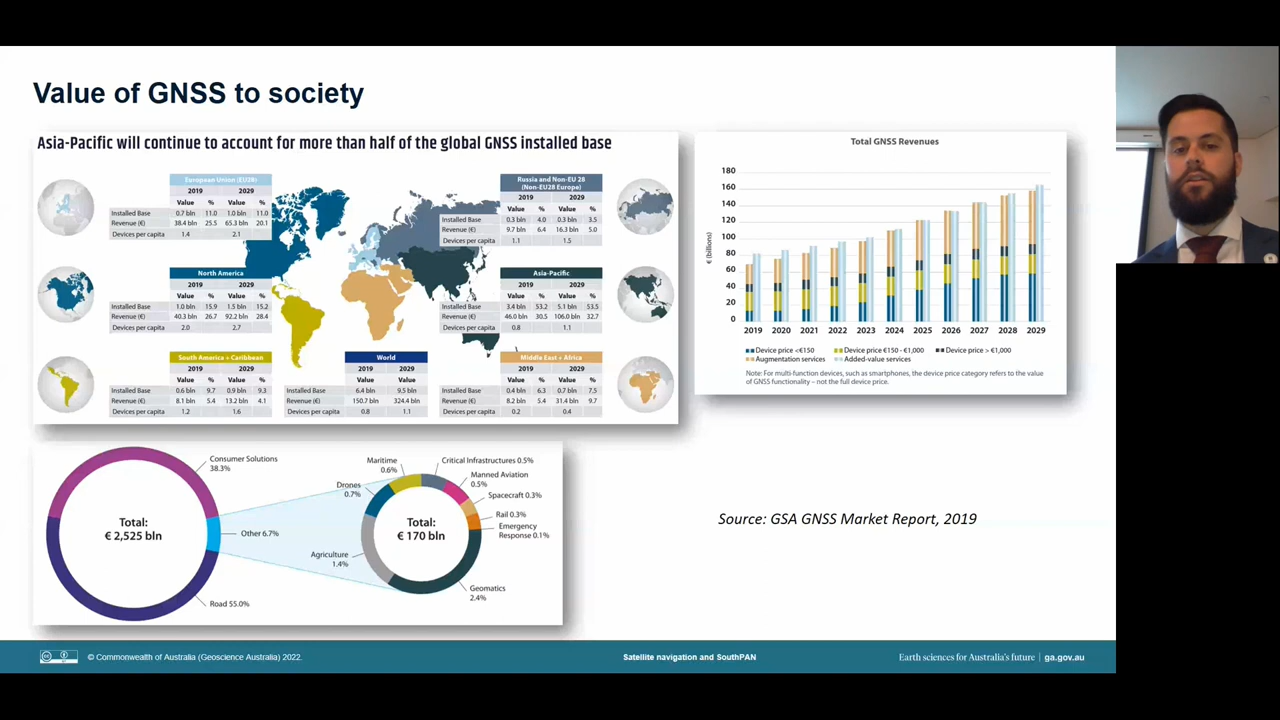 Value of GNSS to society
Asia-Pacific will continue to account for more than half of the global GNSS installed base
European Union (EU28)
2019 2029
Value % Value %
Installed Base 0.7 bln 11.0 1.0 bln 11.0
Revenue (€) 38.4 bln 25.5 65.3 bln 20.1
Devices per capita 1.4 2.1
Russia and Non-EU 28
(Non-EU28 Europe)
2019 2029
Value % Value %
Installed Base 0.3 bln 4.0 0.3 bln 3.5
Revenue (€) 9.7 bln 6.4 16.3 bln 5.0
Devices per capita 1.1 1.5
North America
2019 2029
Value % Value %
Installed Base 1.0 bln 15.9 1.5 bln 15.2
Revenue (€) 40.3 bln 26.7 92.2 bln 28.4
Devices per capita 2.0 2.7
Asia-Pacific
2019 2029
Value % Value %
Installed Base 3.4 bln 53.2 5.1 bln 53.5
Revenue (€) 46.0 bln 30.5 106.0 bln 32.7
Devices per capita 0.8 1.1
South America + Caribbean
2019 2029
Value % Value %
Installed Base 0.6 bln 9.7 0.9 bln 9.3
Revenue (€) 8.1 bln 5.4 13.2 bln 4.1
Devices per capita 1.2 1.6
World
2019 2029
Value Value
Installed Base 6.4 bln 9.5 bln
Revenue (€) 150.7 bln 324.4 bln
Devices per capita 0.8 1.1
Middle East + Africa
2019 2029
Value % Value %
Installed Base 0.4 bln 6.3 0.7 bln 7.5
Revenue (€) 8.2 bln 5.4 31.4 bln 9.7
Devices per capita 0.2 0.4
Total GNSS Revenues
€ (billions)
180
160
140
120
100
80
60
40
20
0
2019 2020 2021 2022 2023 2024 2025 2026 2027 2028 2029
Device price <€150 Device price €150 - €1,000 Device price > €1,000
Augmentation services Added-value services
Note: For multi-function devices, such as smartphones, the device price category refers to the value
of GNSS functionality – not the full device price.
Consumer Solutions
38.3%
Total:
€ 2,525 bln
Other 6.7%
Road 55.0%
Maritime
0.6%
Critical Infrastructures 0.5%
Manned Aviation
0.5%
Drones
0.7%
Spacecraft 0.3%
Rail 0.3%
Emergency
Response 0.1%
Total:
€ 170 bln
Agriculture
1.4%
Geomatics
2.4%
Source: GSA GNSS Market Report, 2019
© Commonwealth of Australia (Geoscience Australia) 2022.
Satellite navigation and SouthPAN
Earth sciences for Australia's future | ga.gov.au